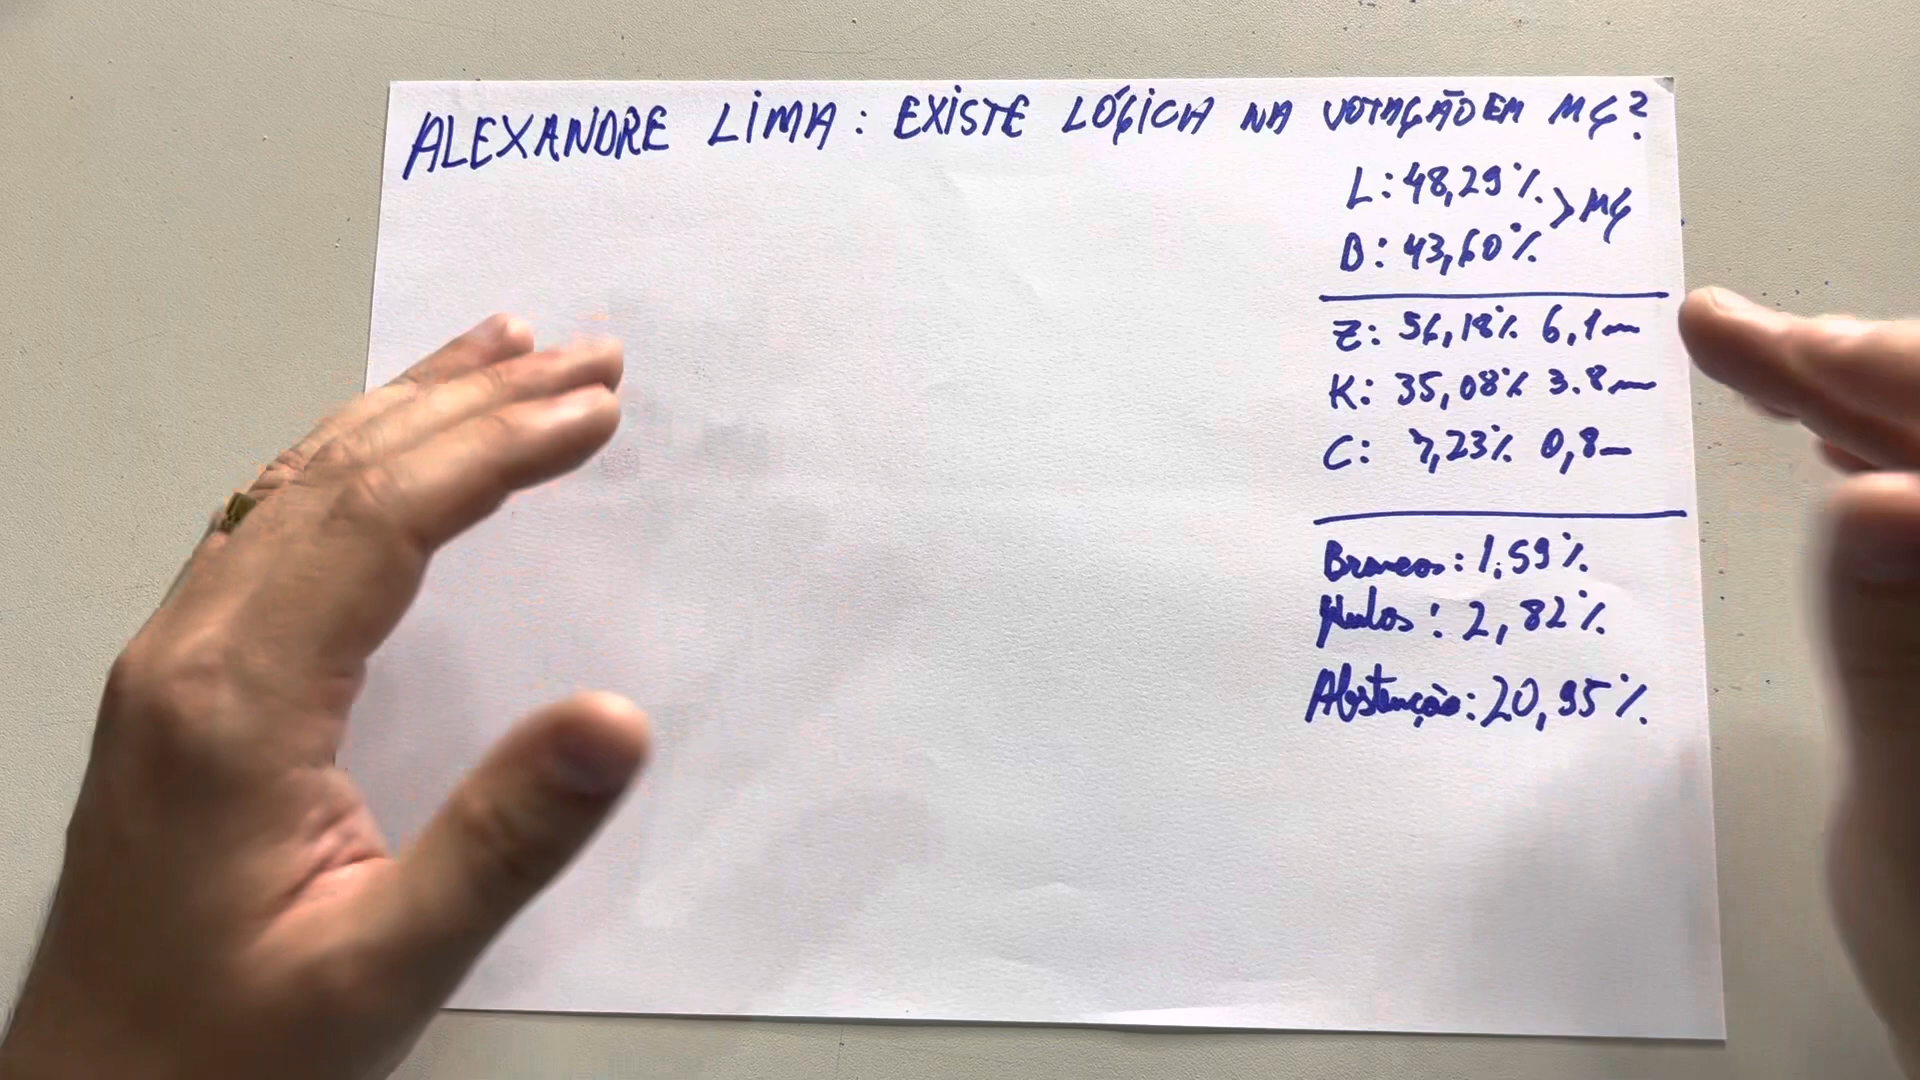 ALEXANDRE LIMA: EXISTE LÓGICA NA VOTAÇÃO EM MG?
L: 48,29% > MG
B: 43,60%
Z: 56,18% 6,1m
K: 35,08% 3.8m
C: 7,23% 0,8m
Brancos: 1,59%
Nulos: 2,82%
Abstenção: 20,95%